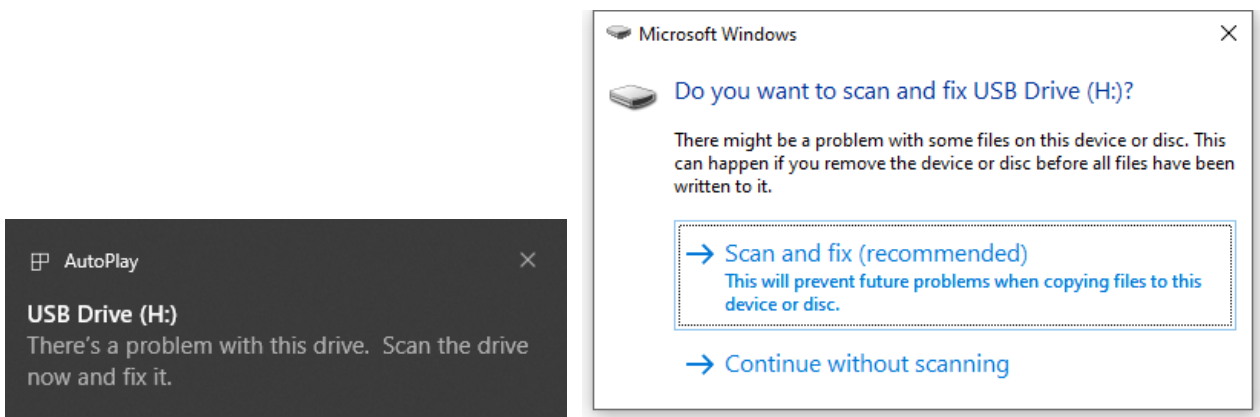 AutoPlay
USB Drive (H:)
There's a problem with this drive. Scan the drive
now and fix it.
Microsoft Windows
Do you want to scan and fix USB Drive (H:)?
There might be a problem with some files on this device or disc. This
can happen if you remove the device or disc before all files have been
written to it.
Scan and fix (recommended)
This will prevent future problems when copying files to this
device or disc.
Continue without scanning